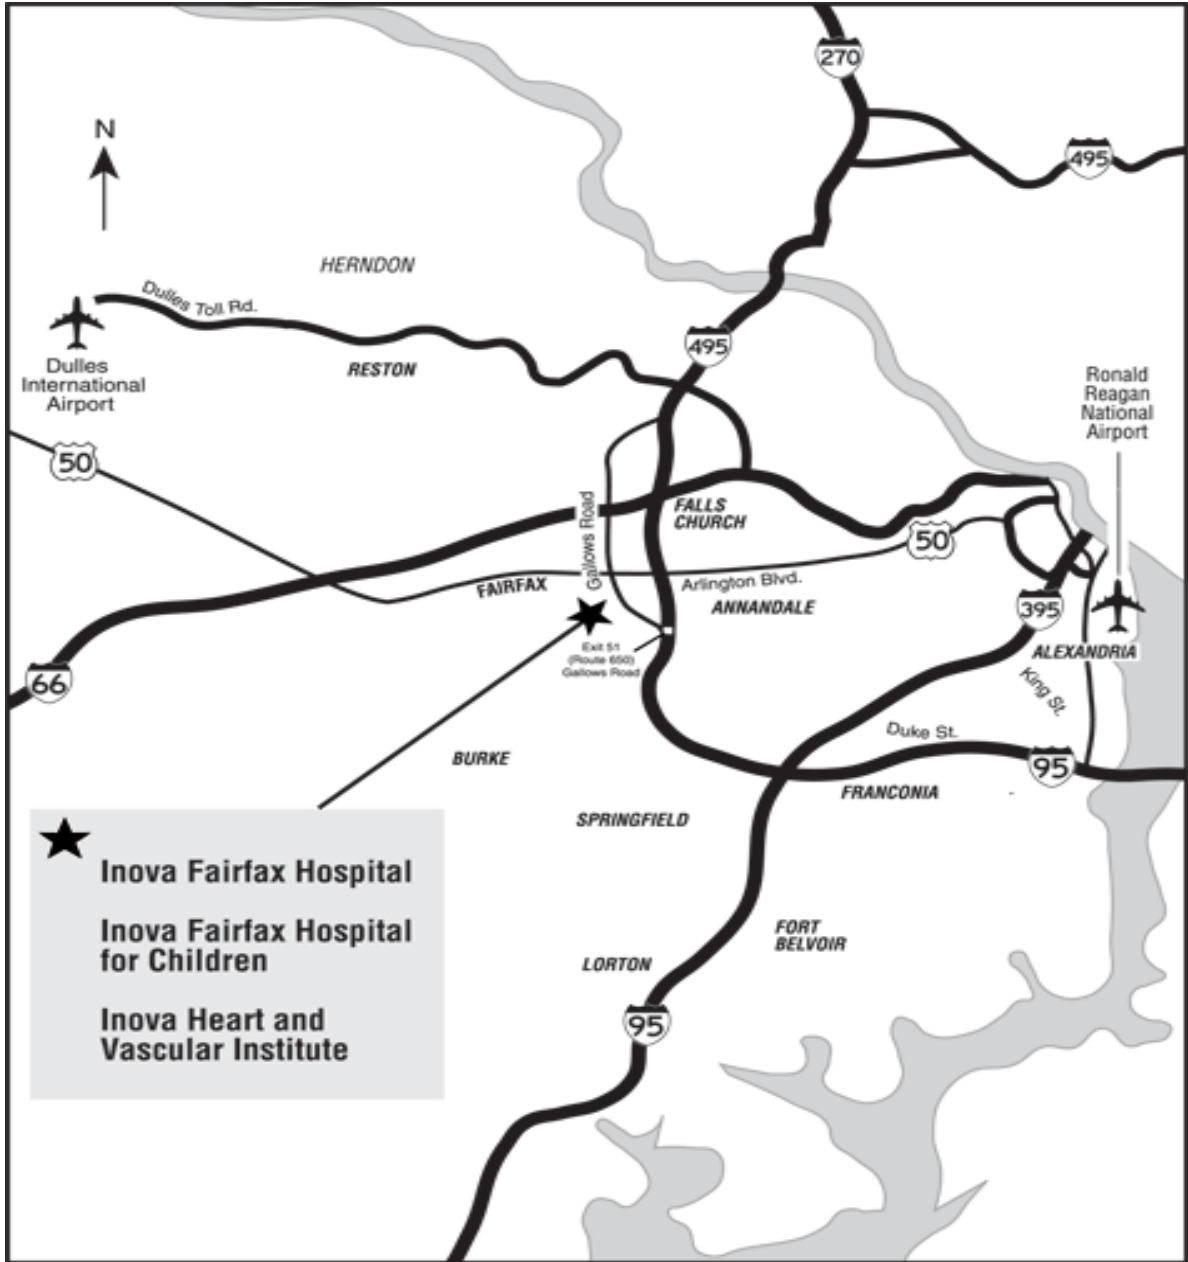 270
N
495
HERNDON
Dulles Toll Rd.
495
Dulles
International
Airport
RESTON
Ronald
Reagan
National
Airport
50
Gallows Road
FALLS
CHURCH
50
FAIRFAX
Arlington Blvd.
ANNANDALE
395
Exit 51
(Route 650)
Gallows Road
ALEXANDRIA
66
King St.
Duke St.
BURKE
95
FRANCONIA
SPRINGFIELD
Inova Fairfax Hospital
Inova Fairfax Hospital
for Children
Inova Heart and
Vascular Institute
FORT
BELVOIR
LORTON
95